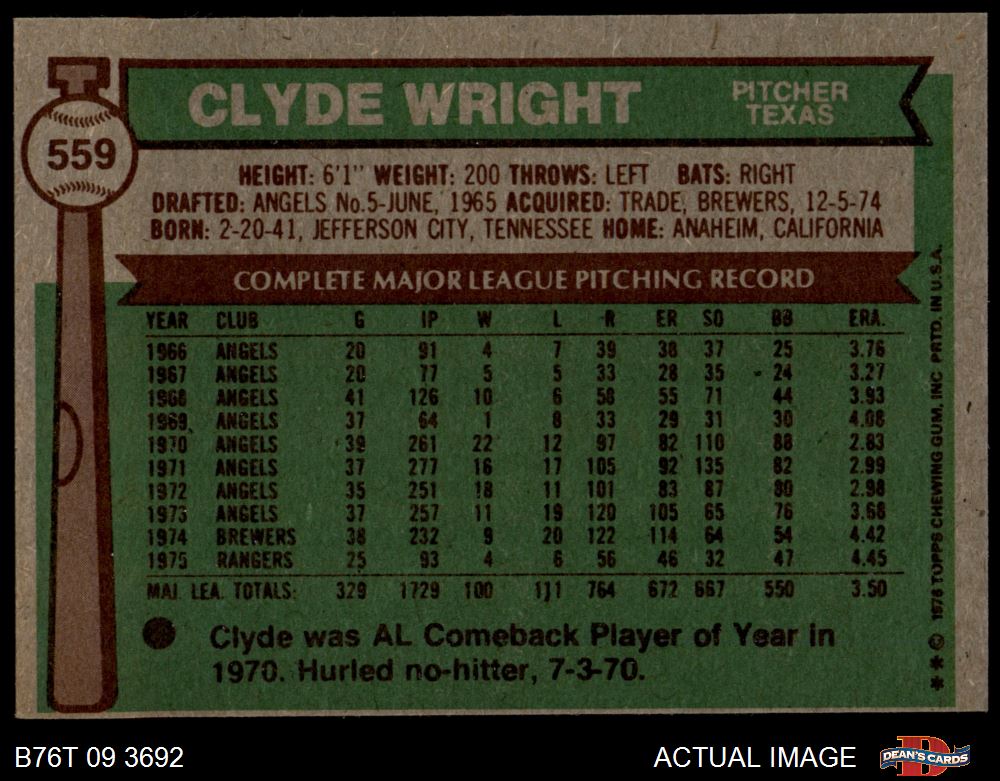 559
CLYDE WRIGHT
PITCHER
TEXAS
HEIGHT: 6'1" WEIGHT: 200 THROWS: LEFT BATS: RIGHT
DRAFTED: ANGELS No.5-JUNE, 1965 ACQUIRED: TRADE, BREWERS, 12-5-74
BORN: 2-20-41, JEFFERSON CITY, TENNESSEE HOME: ANAHEIM, CALIFORNIA
COMPLETE MAJOR LEAGUE PITCHING RECORD
YEAR CLUB G IP W L R ER SO BB ERA.
1966 ANGELS 20 91 4 7 39 38 37 25 3.76
1967 ANGELS 20 77 5 5 33 28 35 24 3.27
1968 ANGELS 41 126 10 6 58 55 71 44 3.93
1969 ANGELS 37 64 1 8 33 29 31 30 4.08
1970 ANGELS 39 261 22 12 97 82 110 88 2.83
1971 ANGELS 37 277 16 17 105 92 135 82 2.99
1972 ANGELS 35 251 18 11 101 83 87 80 2.98
1973 ANGELS 37 257 11 19 120 105 65 76 3.68
1974 BREWERS 38 232 9 20 122 114 64 54 4.42
1975 RANGERS 25 93 4 6 56 46 32 47 4.45
MAJ. LEA. TOTALS: 329 1729 100 111 764 672 667 550 3.50
Clyde was AL Comeback Player of Year in
1970. Hurled no-hitter, 7-3-70.
** © 1976 TOPPS CHEWING GUM, INC PRTD. IN U.S.A.
B76T 09 3692
ACTUAL IMAGE
DEAN'S CARDS